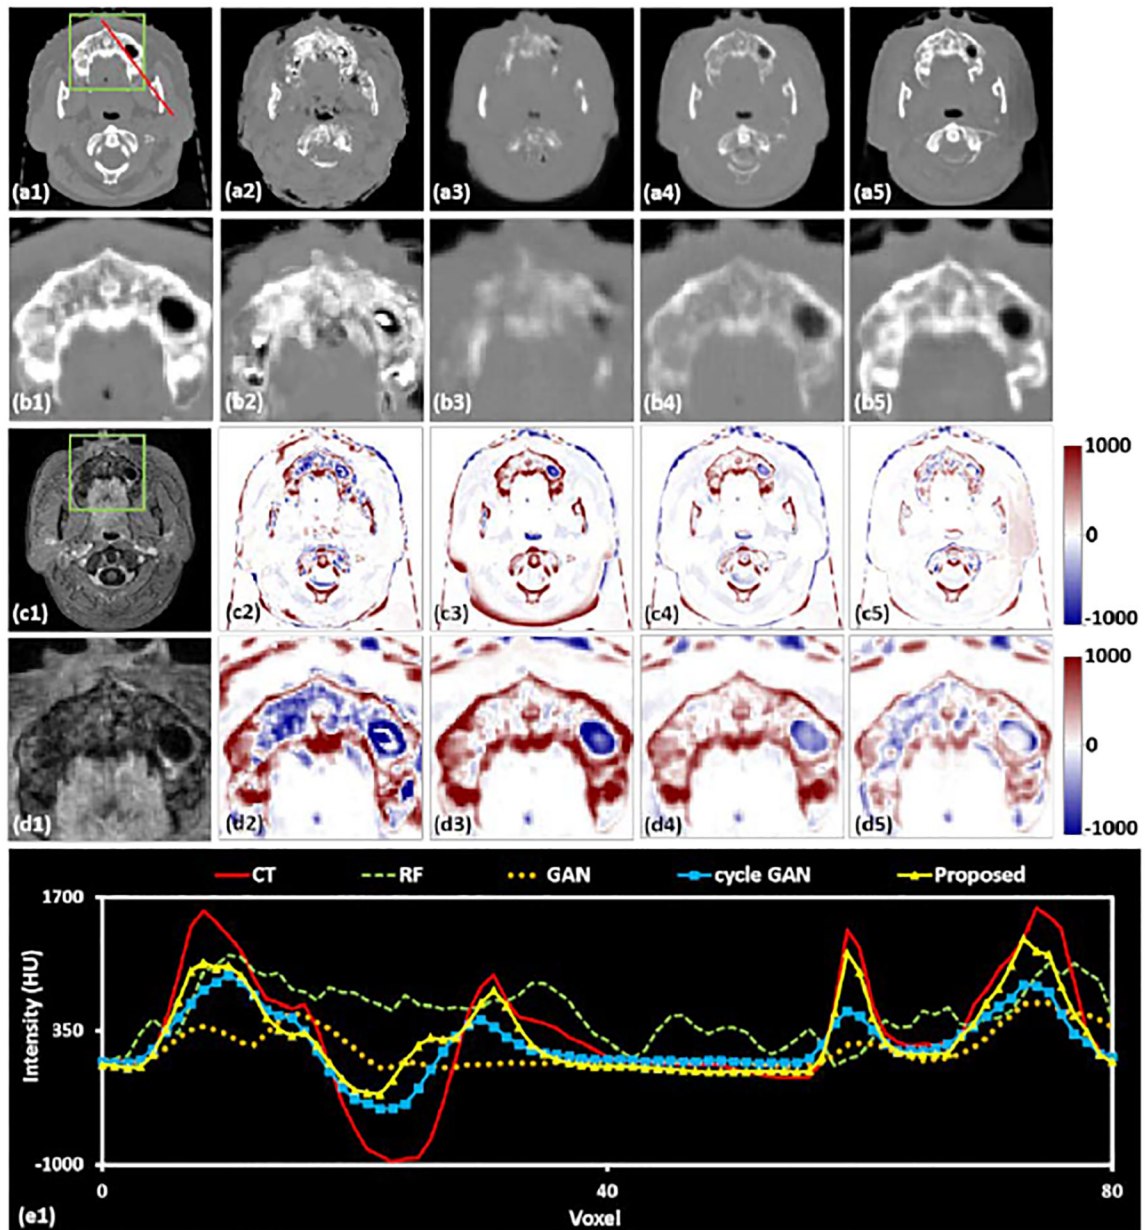 (a1) (a2) (a3) (a4) (a5)
(b1) (b2) (b3) (b4) (b5)
(c1) (c2) (c3) (c4) (c5)
1000
0
-1000
(d1) (d2) (d3) (d4) (d5)
1000
0
-1000
CT RF GAN cycle GAN Proposed
1700
350
-1000
Intensity (HU)
0 40 80
Voxel
(e1)